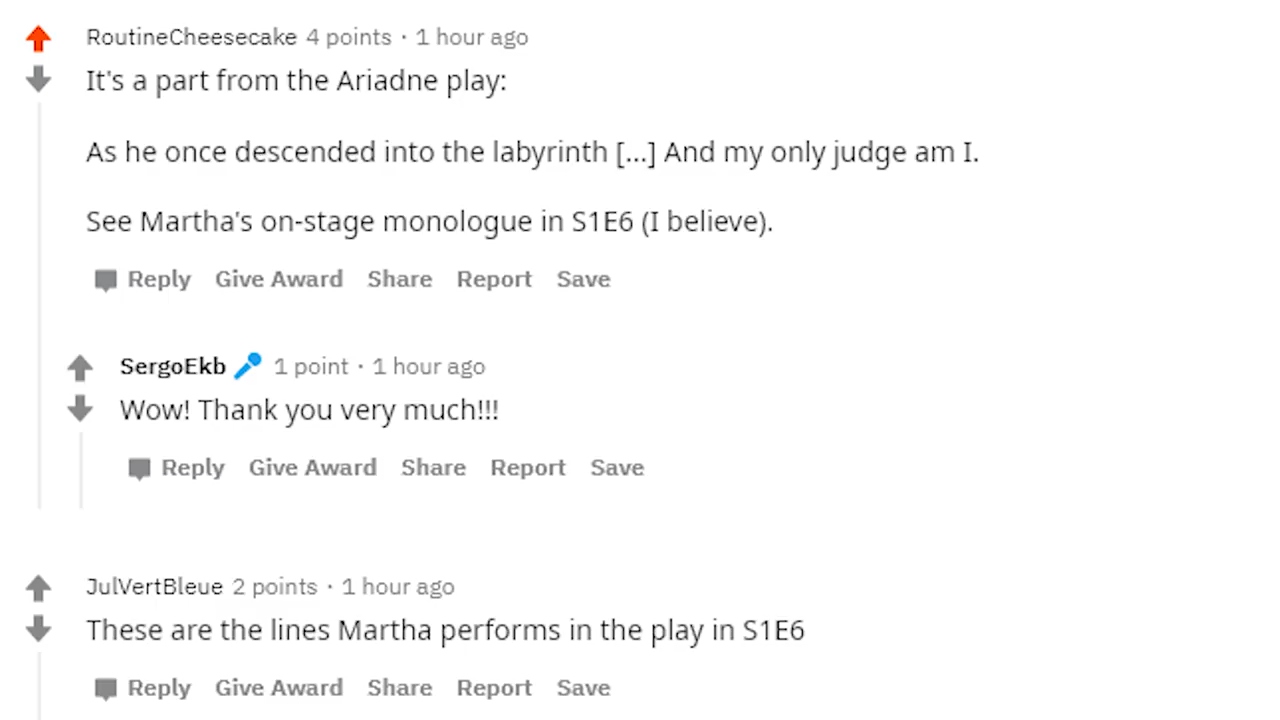 RoutineCheesecake 4 points · 1 hour ago
It's a part from the Ariadne play:
As he once descended into the labyrinth [...] And my only judge am I.
See Martha's on-stage monologue in S1E6 (I believe).
Reply Give Award Share Report Save
SergoEkb 1 point · 1 hour ago
Wow! Thank you very much!!!
Reply Give Award Share Report Save
JulVertBleue 2 points · 1 hour ago
These are the lines Martha performs in the play in S1E6
Reply Give Award Share Report Save